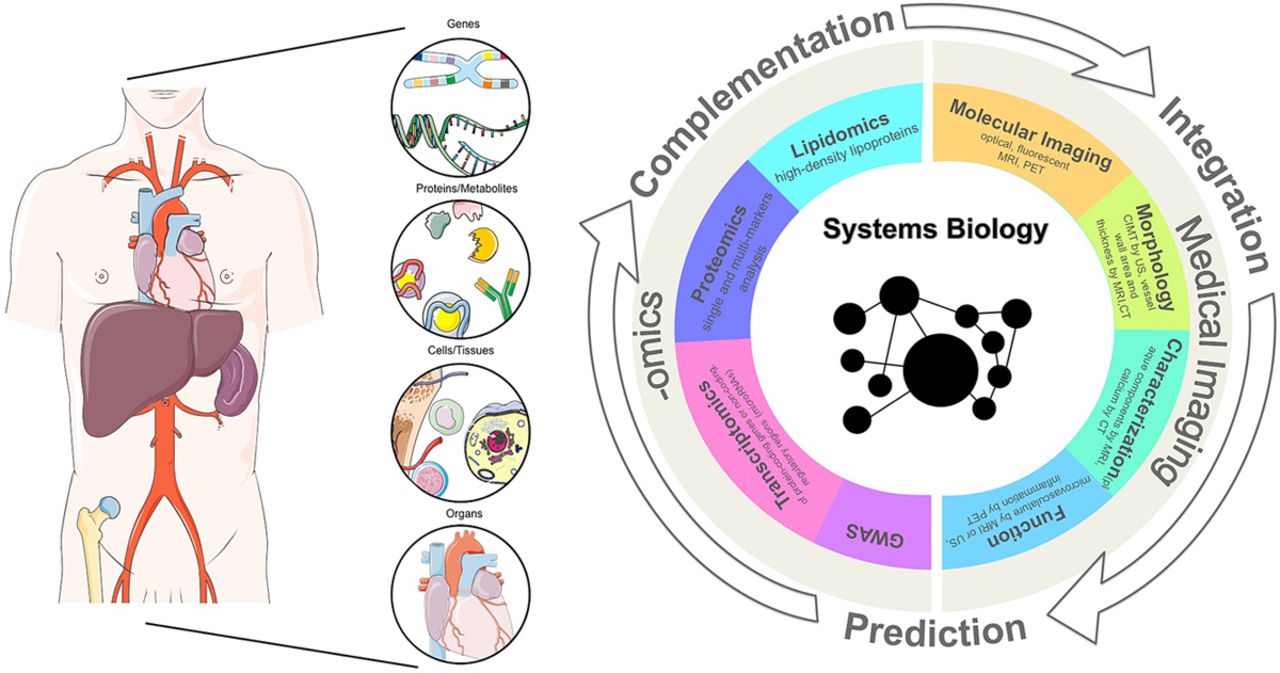 Genes
Proteins/Metabolites
Cells/Tissues
Organs
Complementation
Integration
Prediction
-omics
Medical Imaging
Systems Biology
Lipidomics
high-density lipoproteins
Proteomics
single and multi-markers
analysis
Transcriptomics
of protein-coding genes or non-coding,
regulatory regions (microRNAs)
GWAS
Molecular Imaging
optical, fluorescent
MRI, PET
Morphology
CIMT by US, vessel
wall area and
thickness by MRI,CT
Characterization(pl
aque components by MRI,
calcium by CT
Function
microvasculature by MRI or US,
inflammation by PET